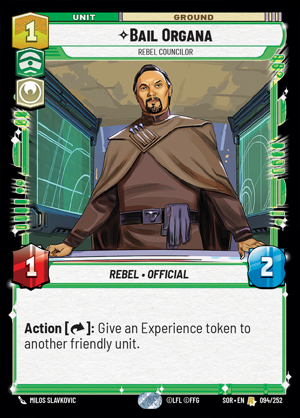 UNIT GROUND
1
✧BAIL ORGANA
REBEL COUNCILOR
1
2
REBEL • OFFICIAL
Action [↷]: Give an Experience token to
another friendly unit.
MILOS SLAVKOVIC ©LFL ©FFG SOR • EN R 094/252